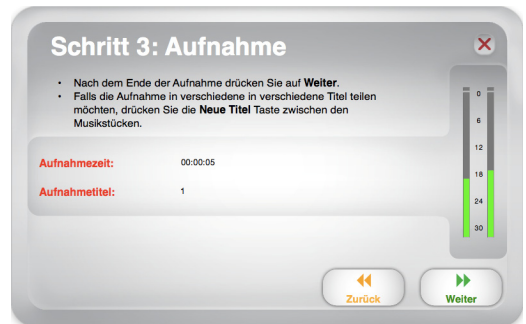 Schritt 3: Aufnahme
• Nach dem Ende der Aufnahme drücken Sie auf Weiter.
• Falls die Aufnahme in verschiedene in verschiedene Titel teilen
möchten, drücken Sie die Neue Titel Taste zwischen den
Musikstücken.
0
6
12
18
24
30
Aufnahmezeit: 00:00:05
Aufnahmetitel: 1
Zurück
Weiter